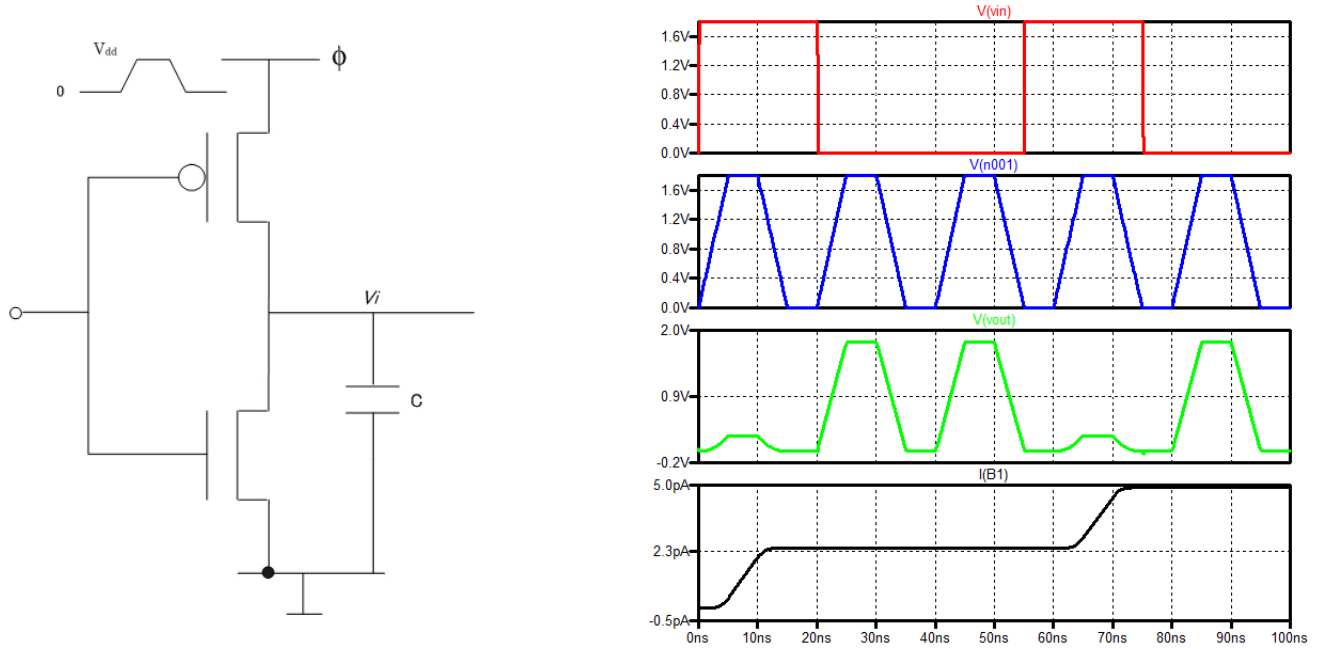 V_dd
0
ϕ
Vi
C
V(vin)
1.6V
1.2V
0.8V
0.4V
0.0V
V(n001)
1.6V
1.2V
0.8V
0.4V
0.0V
V(vout)
2.0V
0.9V
-0.2V
I(B1)
5.0pA
2.3pA
-0.5pA
0ns 10ns 20ns 30ns 40ns 50ns 60ns 70ns 80ns 90ns 100ns